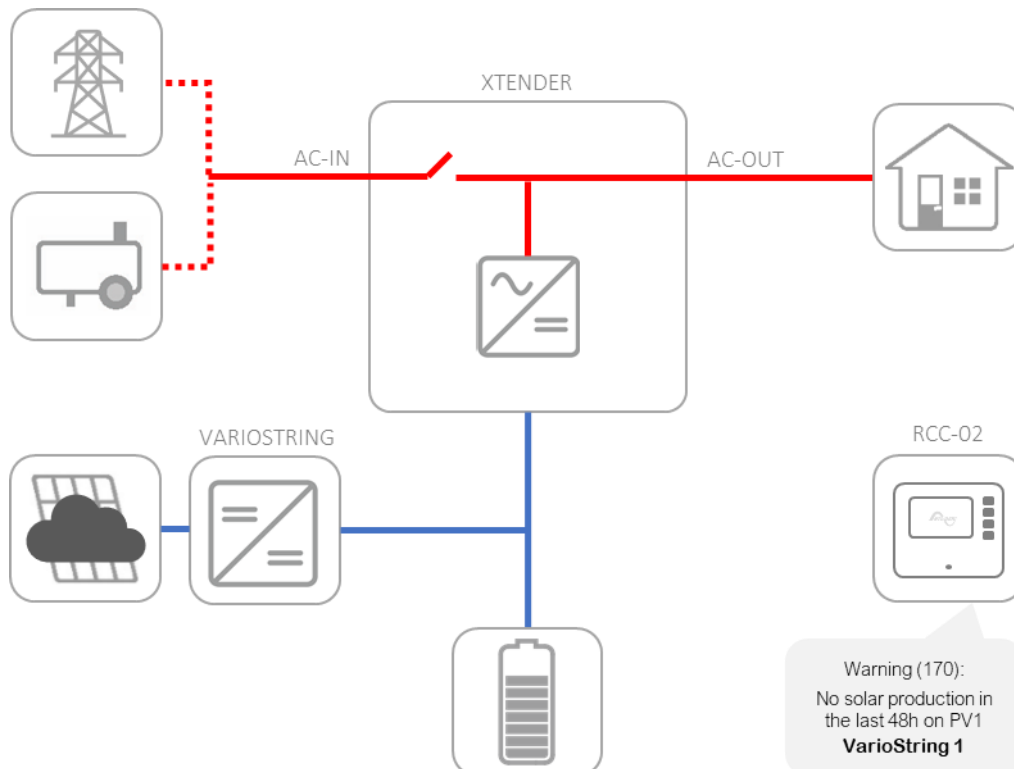 XTENDER
AC-IN
AC-OUT
VARIOSTRING
RCC-02
Warning (170):
No solar production in
the last 48h on PV1
VarioString 1